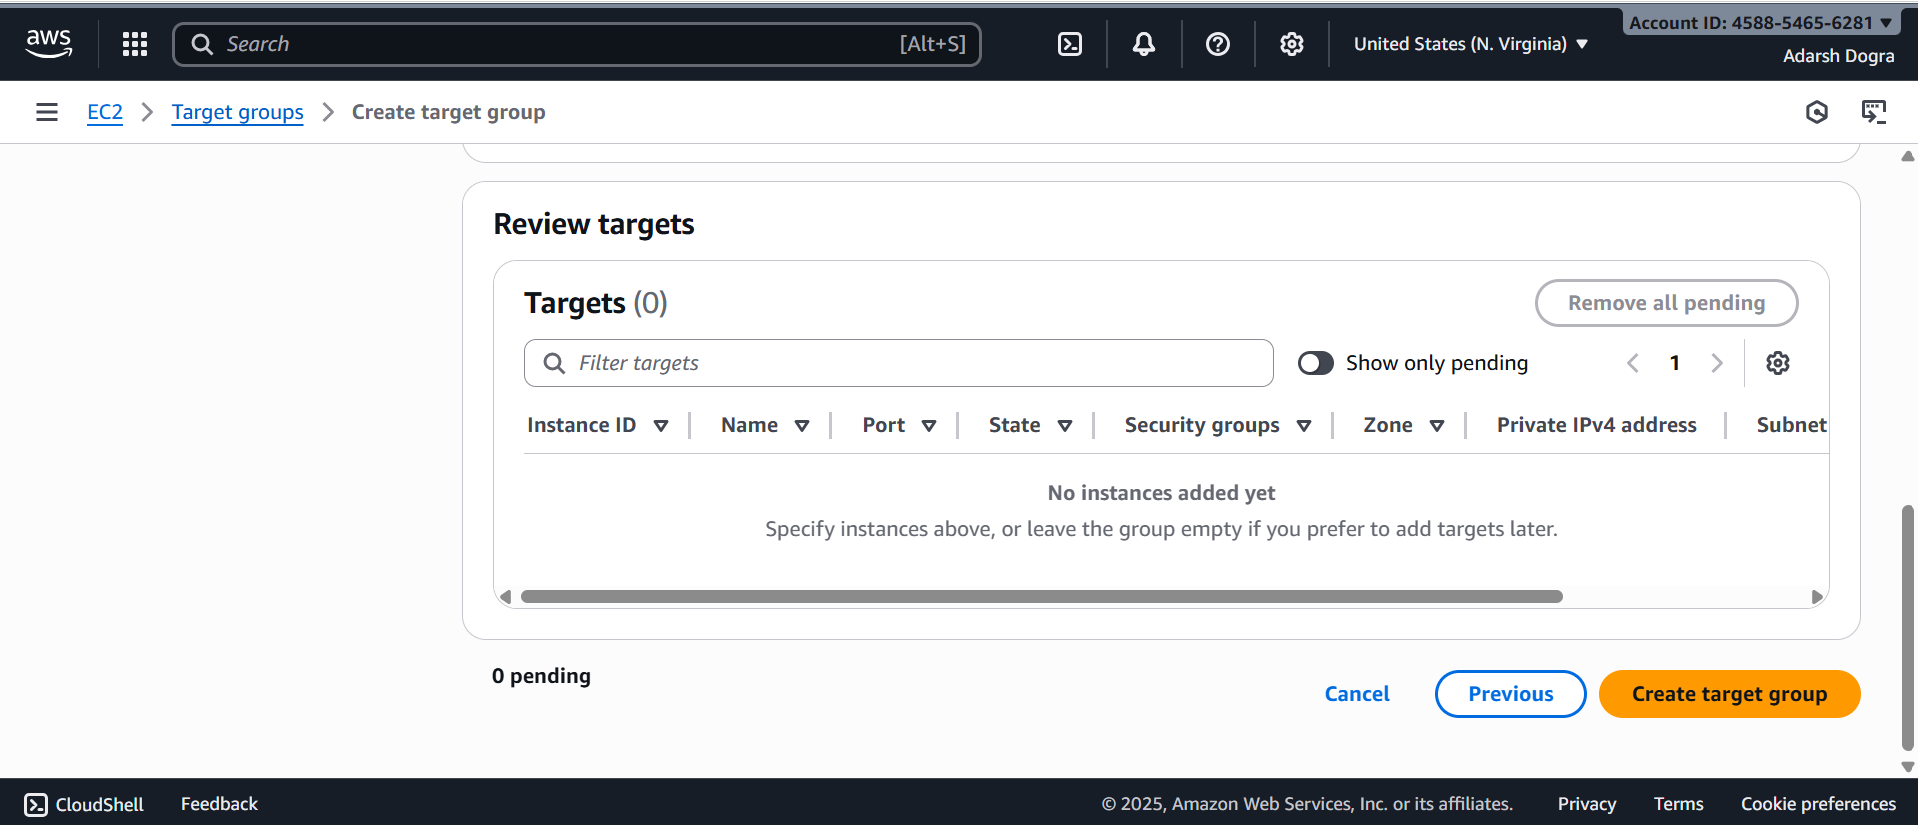 aws
Search
[Alt+S]
United States (N. Virginia)
Account ID: 4588-5465-6281
Adarsh Dogra
EC2
Target groups
Create target group
Review targets
Targets (0)
Remove all pending
Filter targets
Show only pending
1
Instance ID
Name
Port
State
Security groups
Zone
Private IPv4 address
Subnet
No instances added yet
Specify instances above, or leave the group empty if you prefer to add targets later.
0 pending
Cancel
Previous
Create target group
CloudShell
Feedback
© 2025, Amazon Web Services, Inc. or its affiliates.
Privacy
Terms
Cookie preferences